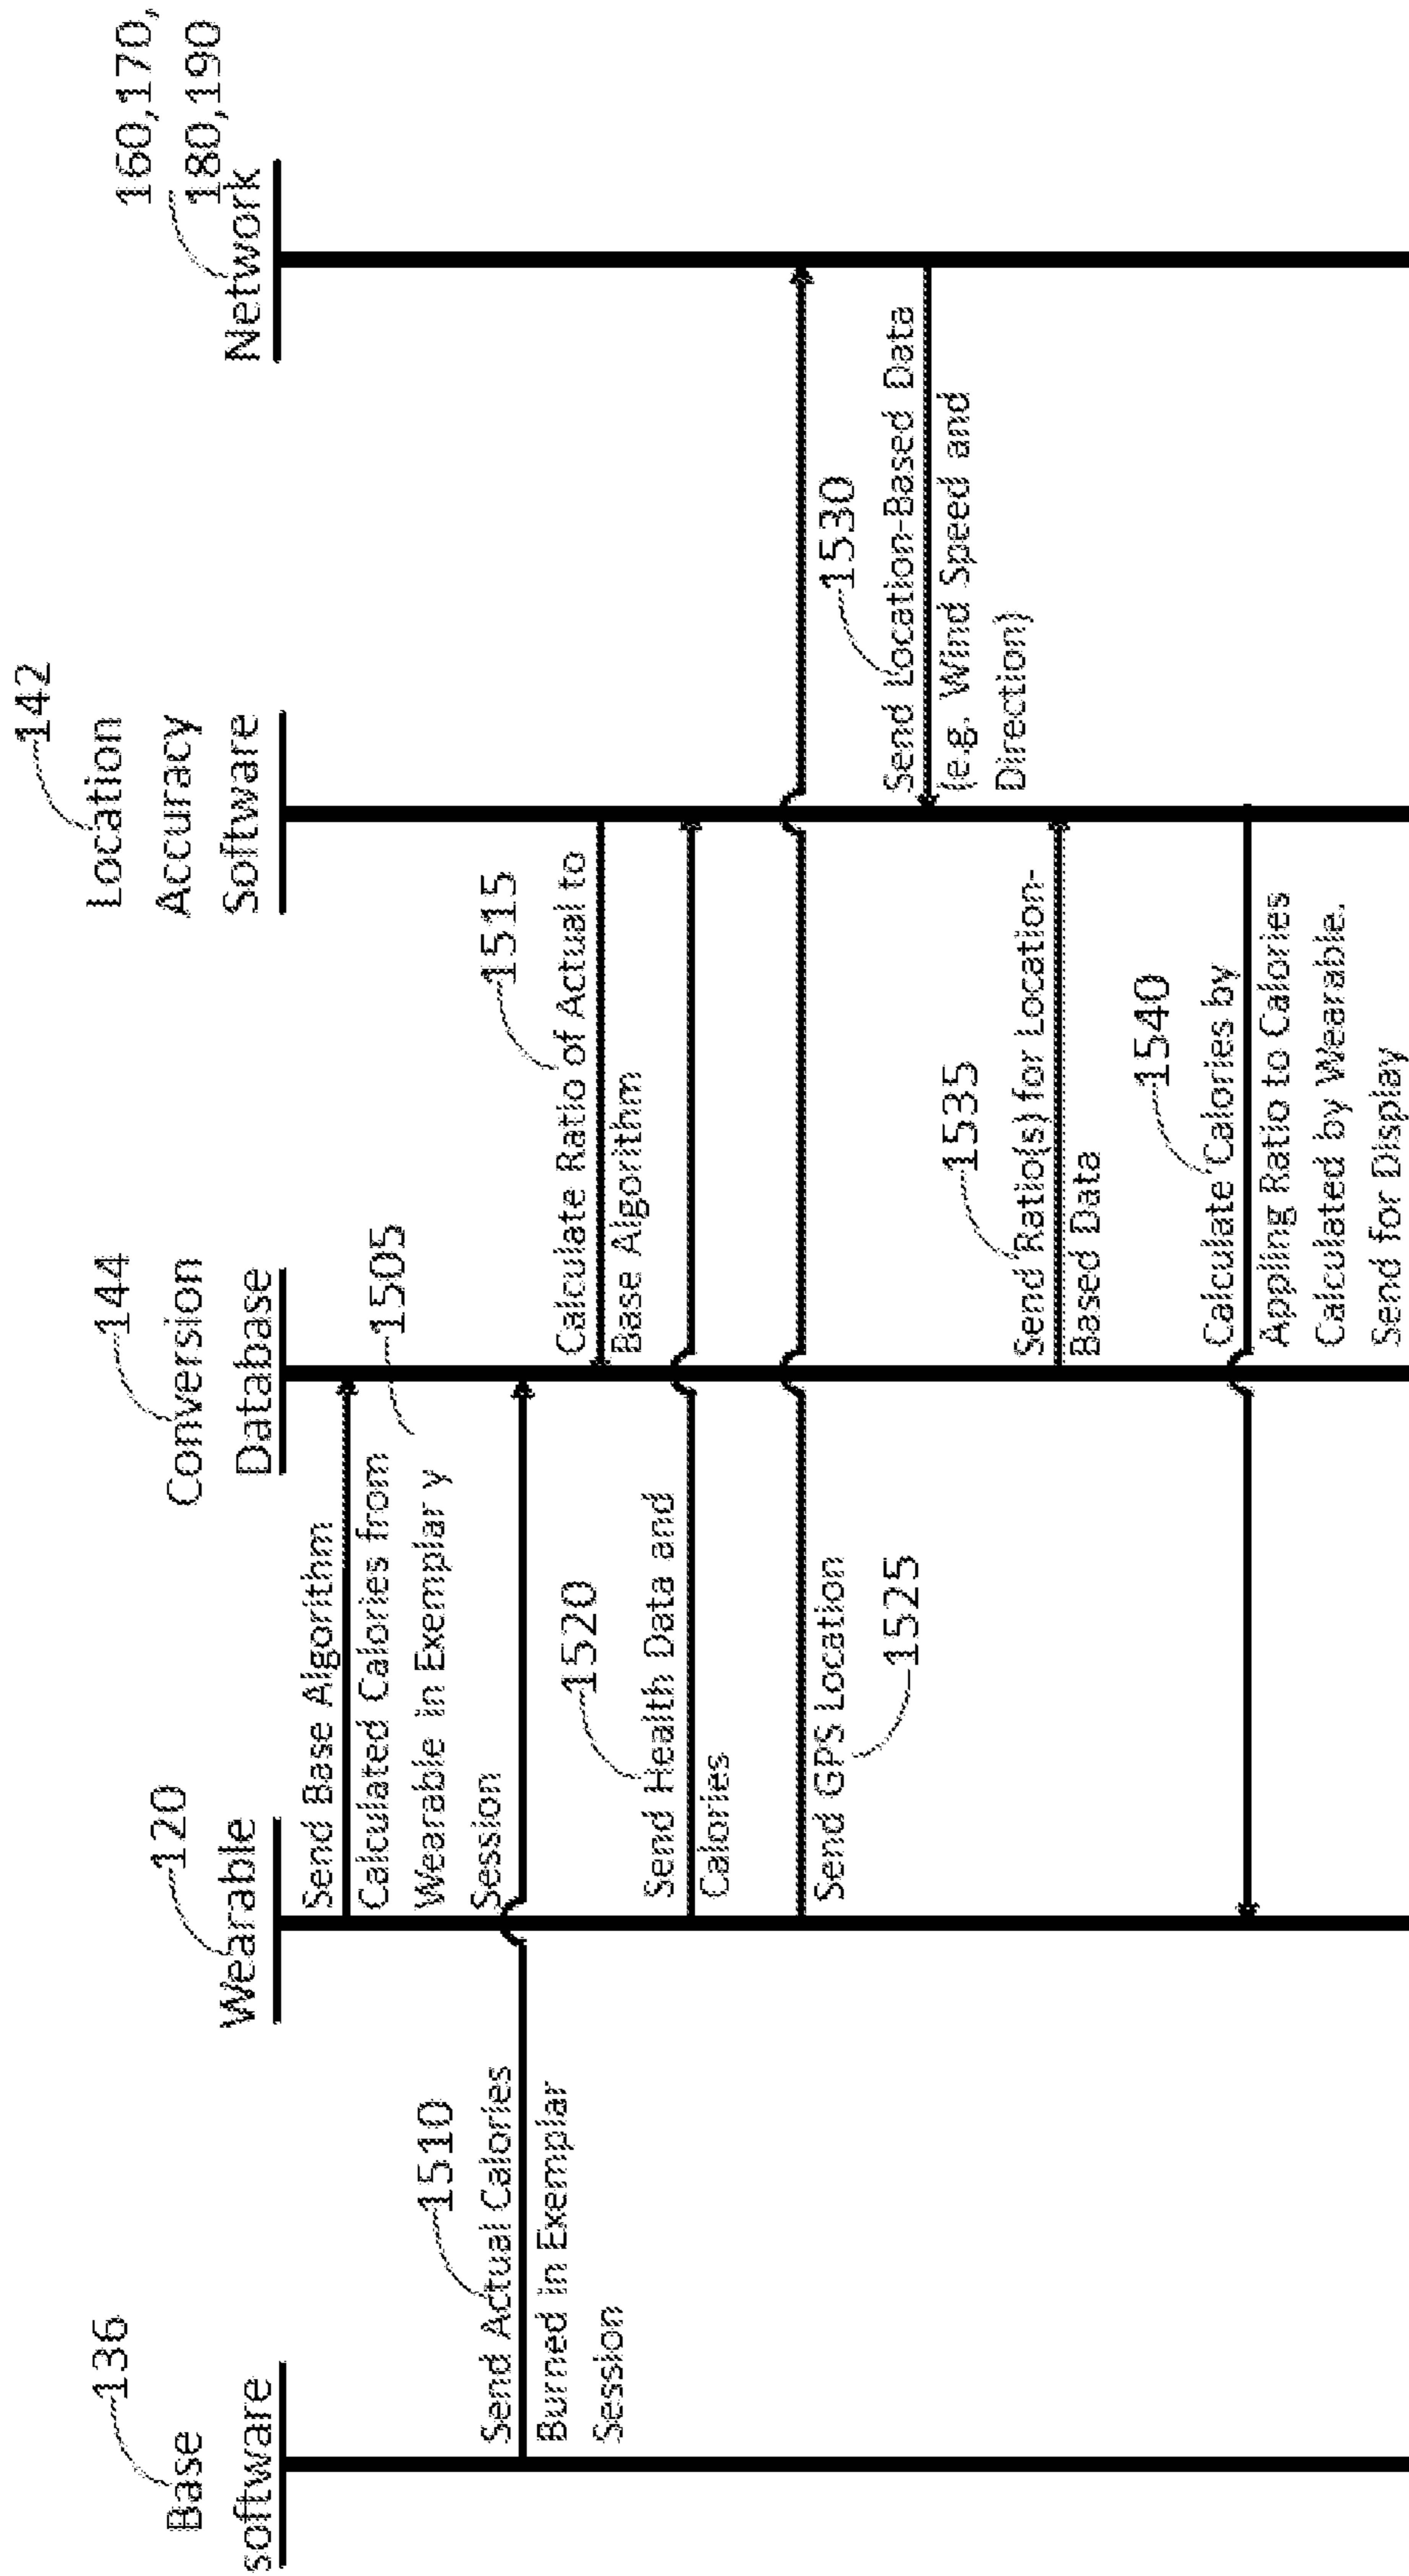 136
Base
software
120
Wearable
144
Conversion
Database
142
Location
Accuracy
Software
160,170,
180,190
Network
Send Base Algorithm
Calculated Calories from
Wearable in Exemplar y
Session
1505
1510
Send Actual Calories
Burned in Exemplar
Session
1515
Calculate Ratio of Actual to
Base Algorithm
1520
Send Health Data and
Calories
Send GPS Location
1525
1530
Send Location-Based Data
(e.g. Wind Speed and
Direction)
1535
Send Ratio(s) for Location-
Based Data
1540
Calculate Calories by
Appling Ratio to Calories
Calculated by Wearable.
Send for Display